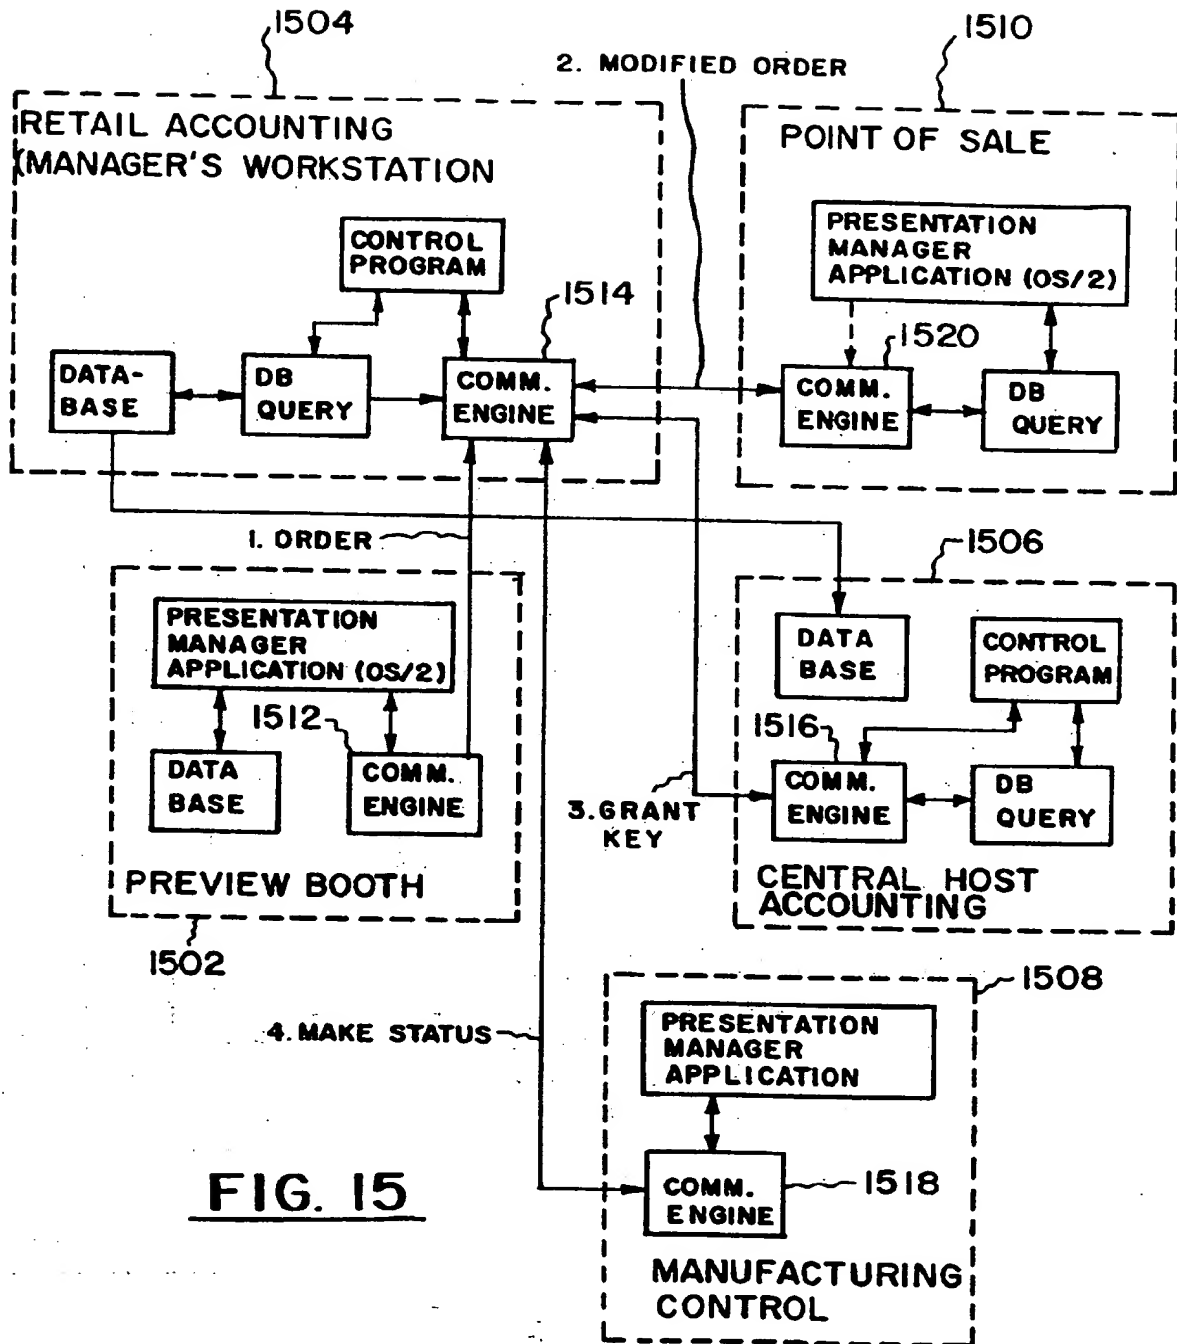 1504
1510
2. MODIFIED ORDER
RETAIL ACCOUNTING
(MANAGER'S WORKSTATION
CONTROL
PROGRAM
1514
DATA-
BASE
DB
QUERY
COMM.
ENGINE
POINT OF SALE
PRESENTATION
MANAGER
APPLICATION (OS/2)
1520
COMM.
ENGINE
DB
QUERY
1. ORDER
PRESENTATION
MANAGER
APPLICATION (OS/2)
1512
DATA
BASE
COMM.
ENGINE
PREVIEW BOOTH
1502
1506
DATA
BASE
CONTROL
PROGRAM
1516
COMM.
ENGINE
DB
QUERY
3. GRANT
KEY
CENTRAL HOST
ACCOUNTING
1508
4. MAKE STATUS
PRESENTATION
MANAGER
APPLICATION
COMM.
ENGINE
1518
MANUFACTURING
CONTROL
FIG. 15